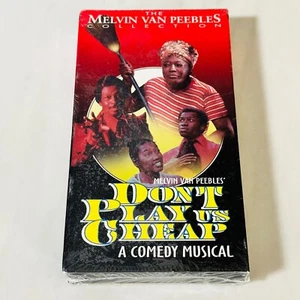 THE
MELVIN VAN PEEBLES
COLLECTION
MELVIN VAN PEEBLES'
DON'T
PLAY US
CHEAP
A COMEDY MUSICAL